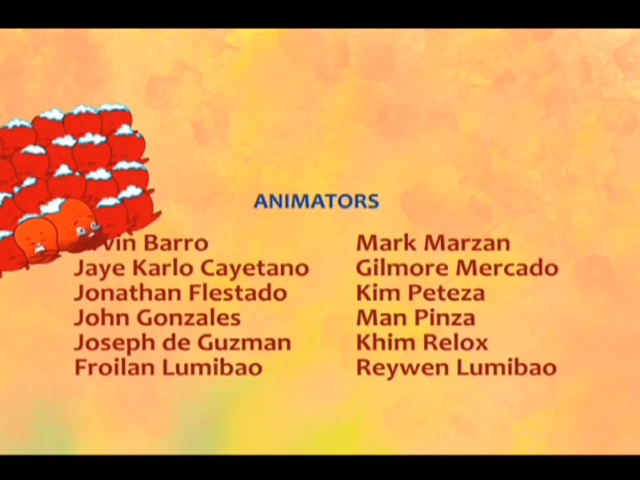 ANIMATORS
Barro
Jaye Karlo Cayetano
Jonathan Flestado
John Gonzales
Joseph de Guzman
Froilan Lumibao
Mark Marzan
Gilmore Mercado
Kim Peteza
Man Pinza
Khim Relox
Reywen Lumibao